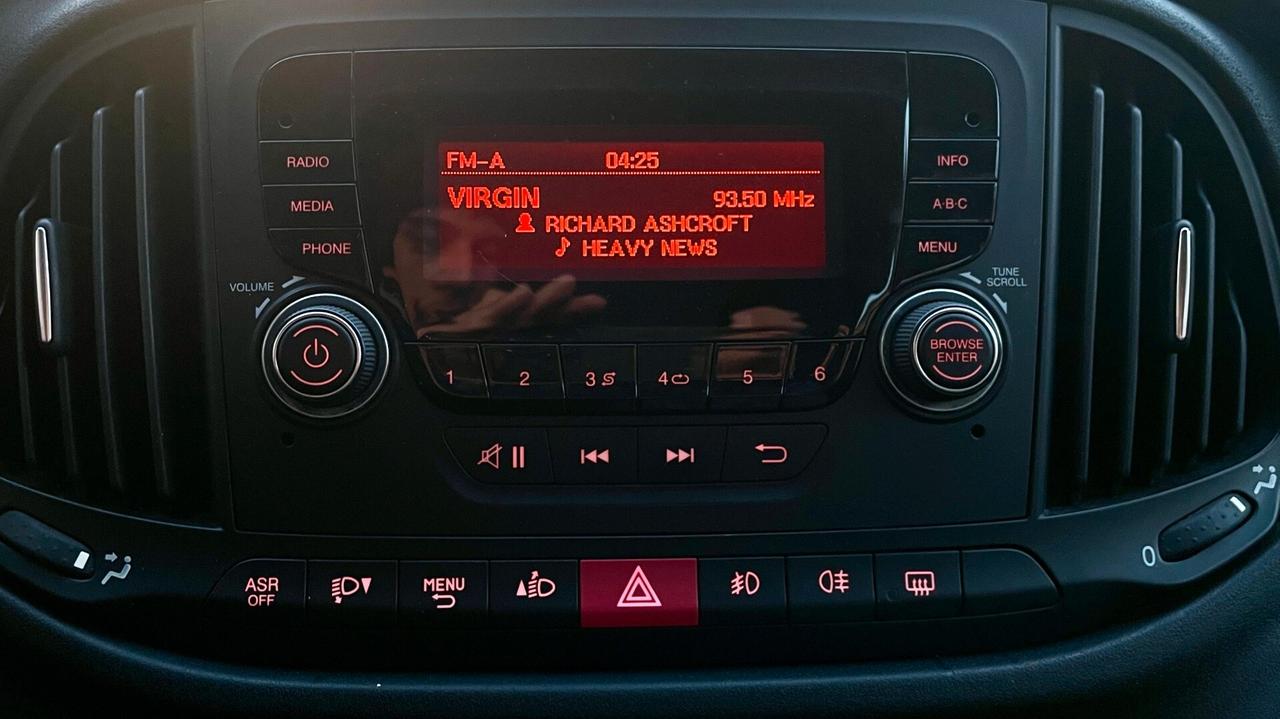 FM-A 04:25
VIRGIN 93.50 MHz
RICHARD ASHCROFT
HEAVY NEWS
RADIO
MEDIA
PHONE
VOLUME
INFO
A·B·C
MENU
TUNE
SCROLL
BROWSE
ENTER
1 2 3 4 5 6
ASR
OFF
MENU
0